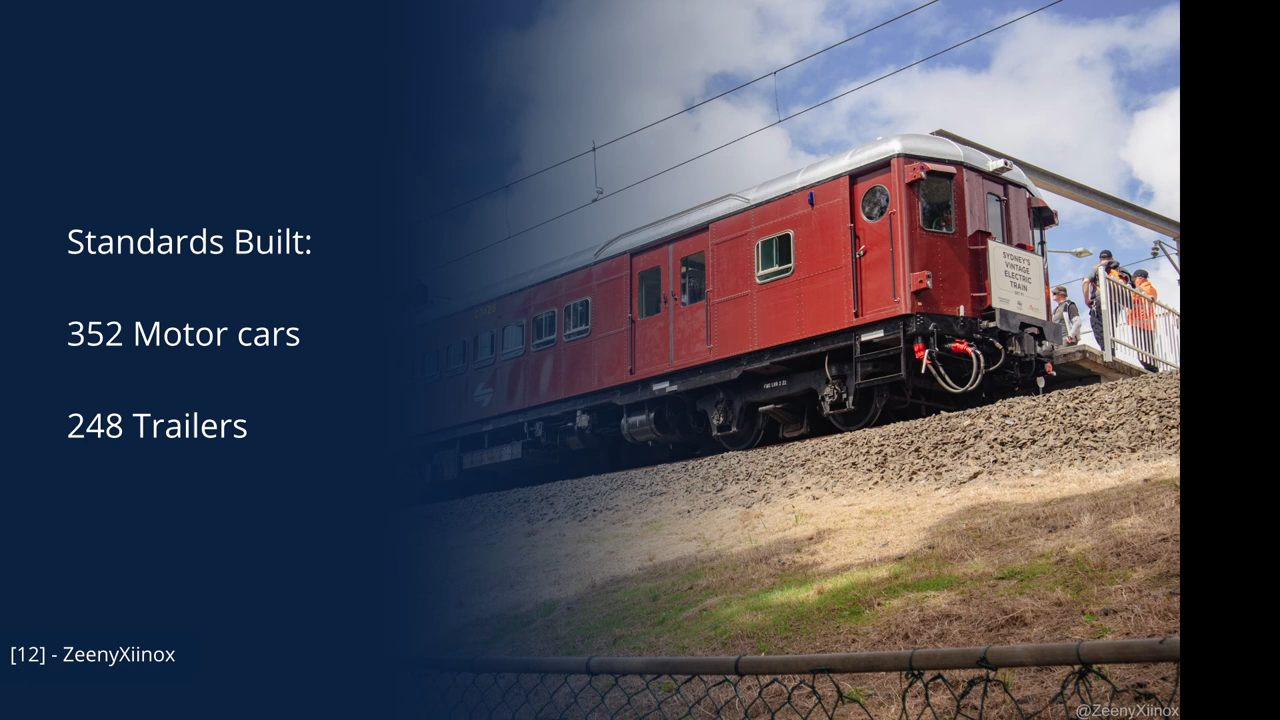 Standards Built:
352 Motor cars
248 Trailers
SYDNEY'S
VINTAGE
ELECTRIC
TRAIN
[12] - ZeenyXiinox
@ZeenyXiinox